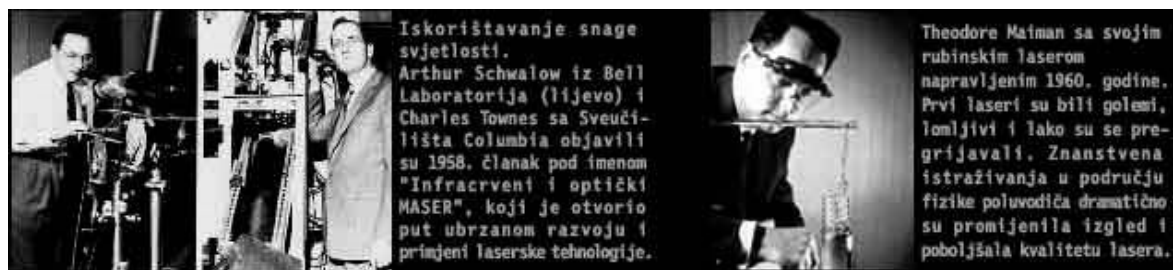 Iskorištavanje snage
svjetlosti.
Arthur Schwalow iz Bell
Laboratorija (lijevo) i
Charles Townes sa Sveuči-
lišta Columbia objavili
su 1958. članak pod imenom
"Infracrveni i optički
MASER", koji je otvorio
put ubrzanom razvoju i
primjeni laserske tehnologije.
Theodore Maiman sa svojim
rubinskim laserom
napravljenim 1960. godine.
Prvi laseri su bili golemi,
lomljivi i lako su se pre-
grijavali. Znanstvena
istraživanja u području
fizike poluvodiča dramatično
su promijenila izgled i
poboljšala kvalitetu lasera.